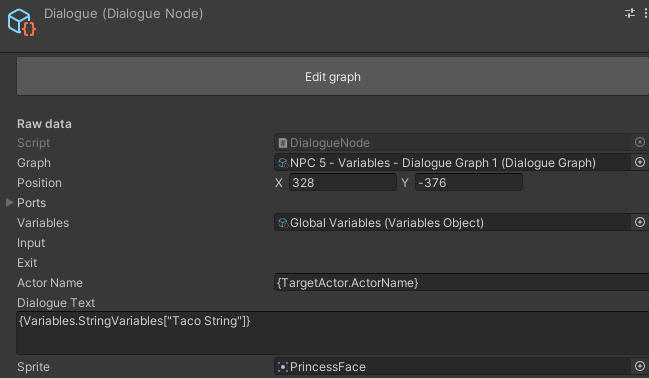 Dialogue (Dialogue Node)
Edit graph
Raw data
Script DialogueNode
Graph NPC 5 - Variables - Dialogue Graph 1 (Dialogue Graph)
Position X 328 Y -376
Ports
Variables Global Variables (Variables Object)
Input
Exit
Actor Name {TargetActor.ActorName}
Dialogue Text
{Variables.StringVariables["Taco String"]}
Sprite PrincessFace